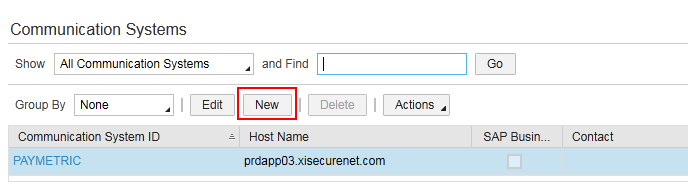 Communication Systems
Show All Communication Systems and Find Go
Group By None Edit New Delete Actions
Communication System ID Host Name SAP Busin... Contact
PAYMETRIC prdapp03.xisecurenet.com